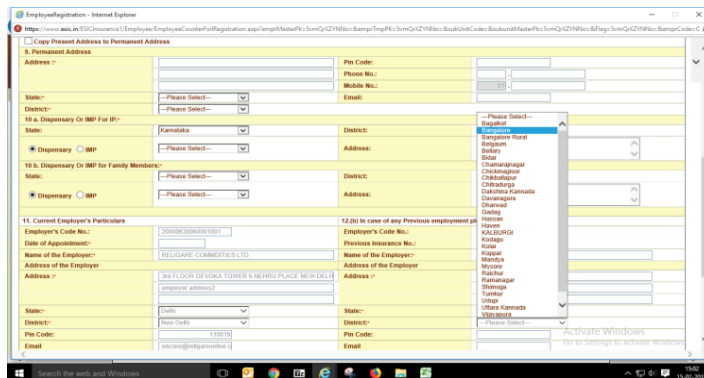 EmployeeRegistration - Internet Explorer
Copy Present Address to Permanent Address
9. Permanent Address
Address :-
Pin Code:
Phone No.:
Mobile No.:
State:- ---Please Select---
Email:
District:- ---Please Select---
10 a. Dispensary Or IMP For IP:-
State: Karnataka
District:
Dispensary IMP ---Please Select---
Address:
10 b. Dispensary Or IMP for Family Members:-
State: ---Please Select---
District:
Dispensary IMP ---Please Select---
Address:
---Please Select---
Bagalkot
Bangalore
Bangalore Rural
Belgaum
Bellary
Bidar
Chamarajnagar
Chickmaglor
Chikballapur
Chitradurga
Dakshina Kannada
Davanagere
Dharwad
Gadag
Hassan
Haveri
KALBURGI
Kodagu
Kolar
Koppal
Mandya
Mysore
Raichur
Ramanagar
Shimoga
Tumkur
Udupi
Uttara Kannada
Vijayapura
11. Current Employer's Particulars
12.(b) In case of any Previous employment
Employer's Code No.:
Employer's Code No.:
Date of Appointment:-
Previous Insurance No.:
Name of the Employer:- RELIGARE COMMODITIES LTD
Name of the Employer:-
Address of the Employer
Address of the Employer
Address :- 3rd FLOOR DEVOKA TOWER 6 NEHRU PLACE NEW DELH
Address :-
employer address2
State:- Delhi
State:-
District:- New Delhi
District:- ---Please Select---
Pin Code: 110019
Pin Code:
Email
Email
Activate Windows
Go to Settings to activate Windows
Search the web and Windows
15:02